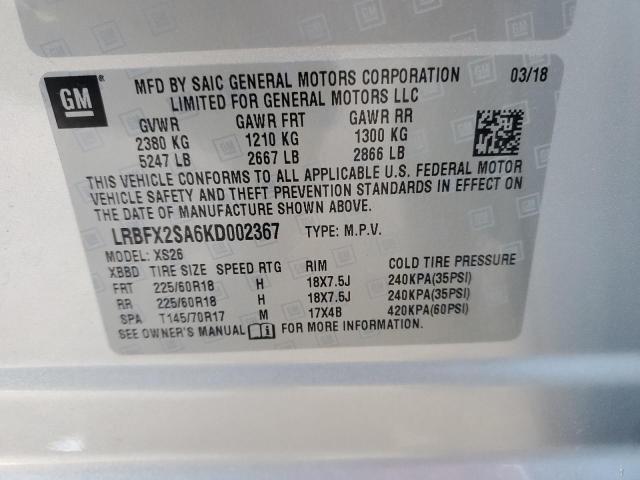 GM
MFD BY SAIC GENERAL MOTORS CORPORATION 03/18
LIMITED FOR GENERAL MOTORS LLC
GVWR GAWR FRT GAWR RR
2380 KG 1210 KG 1300 KG
5247 LB 2667 LB 2866 LB
THIS VEHICLE CONFORMS TO ALL APPLICABLE U.S. FEDERAL MOTOR
VEHICLE SAFETY AND THEFT PREVENTION STANDARDS IN EFFECT ON
THE DATE OF MANUFACTURE SHOWN ABOVE.
LRBFX2SA6KD002367 TYPE: M.P.V.
MODEL: XS26
XBBD TIRE SIZE SPEED RTG RIM COLD TIRE PRESSURE
FRT 225/60R18 H 18X7.5J 240KPA(35PSI)
RR 225/60R18 H 18X7.5J 240KPA(35PSI)
SPA T145/70R17 M 17X4B 420KPA(60PSI)
SEE OWNER'S MANUAL FOR MORE INFORMATION